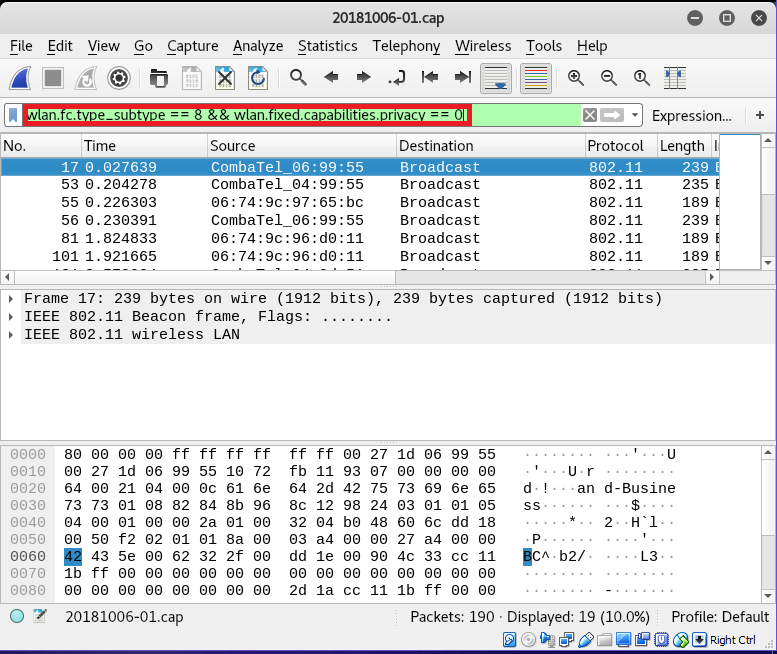 20181006-01.cap
File Edit View Go Capture Analyze Statistics Telephony Wireless Tools Help
wlan.fc.type_subtype == 8 && wlan.fixed.capabilities.privacy == 0 Expression... +
No. Time Source Destination Protocol Length
17 0.027639 CombaTel_06:99:55 Broadcast 802.11 239
53 0.204278 CombaTel_04:99:55 Broadcast 802.11 235
55 0.226303 06:74:9c:97:65:bc Broadcast 802.11 189
56 0.230391 CombaTel_06:99:55 Broadcast 802.11 239
81 1.824833 06:74:9c:96:d0:11 Broadcast 802.11 189
101 1.921665 06:74:9c:96:d0:11 Broadcast 802.11 189
Frame 17: 239 bytes on wire (1912 bits), 239 bytes captured (1912 bits)
IEEE 802.11 Beacon frame, Flags: ........
IEEE 802.11 wireless LAN
0000 80 00 00 00 ff ff ff ff ff ff 00 27 1d 06 99 55 ········ ···'···U
0010 00 27 1d 06 99 55 10 72 fb 11 93 07 00 00 00 00 ·'···U·r ········
0020 64 00 21 04 00 0c 61 6e 64 2d 42 75 73 69 6e 65 d·!···an d-Busine
0030 73 73 01 08 82 84 8b 96 8c 12 98 24 03 01 01 05 ss······ ···$····
0040 04 00 01 00 00 2a 01 00 32 04 b0 48 60 6c dd 18 ·····*·· 2··H`l··
0050 00 50 f2 02 01 01 8a 00 03 a4 00 00 27 a4 00 00 ·P······ ····'···
0060 42 43 5e 00 62 32 2f 00 dd 1e 00 90 4c 33 cc 11 BC^·b2/· ····L3··
0070 1b ff 00 00 00 00 00 00 00 00 00 00 00 00 00 00 ········ ········
0080 00 00 00 00 00 00 00 00 2d 1a cc 11 1b ff 00 00 ········ -·······
20181006-01.cap Packets: 190 · Displayed: 19 (10.0%) Profile: Default
Right Ctrl